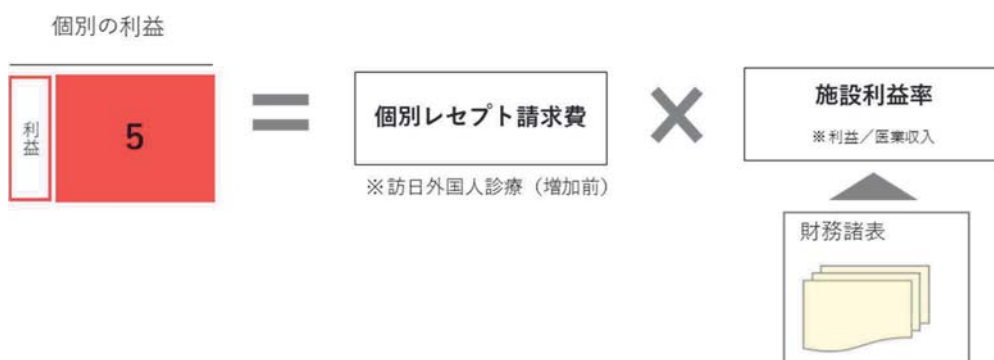 個別の利益
利益
5
個別レセプト請求費
※訪日外国人診療（増加前）
施設利益率
※利益／医業収入
財務諸表